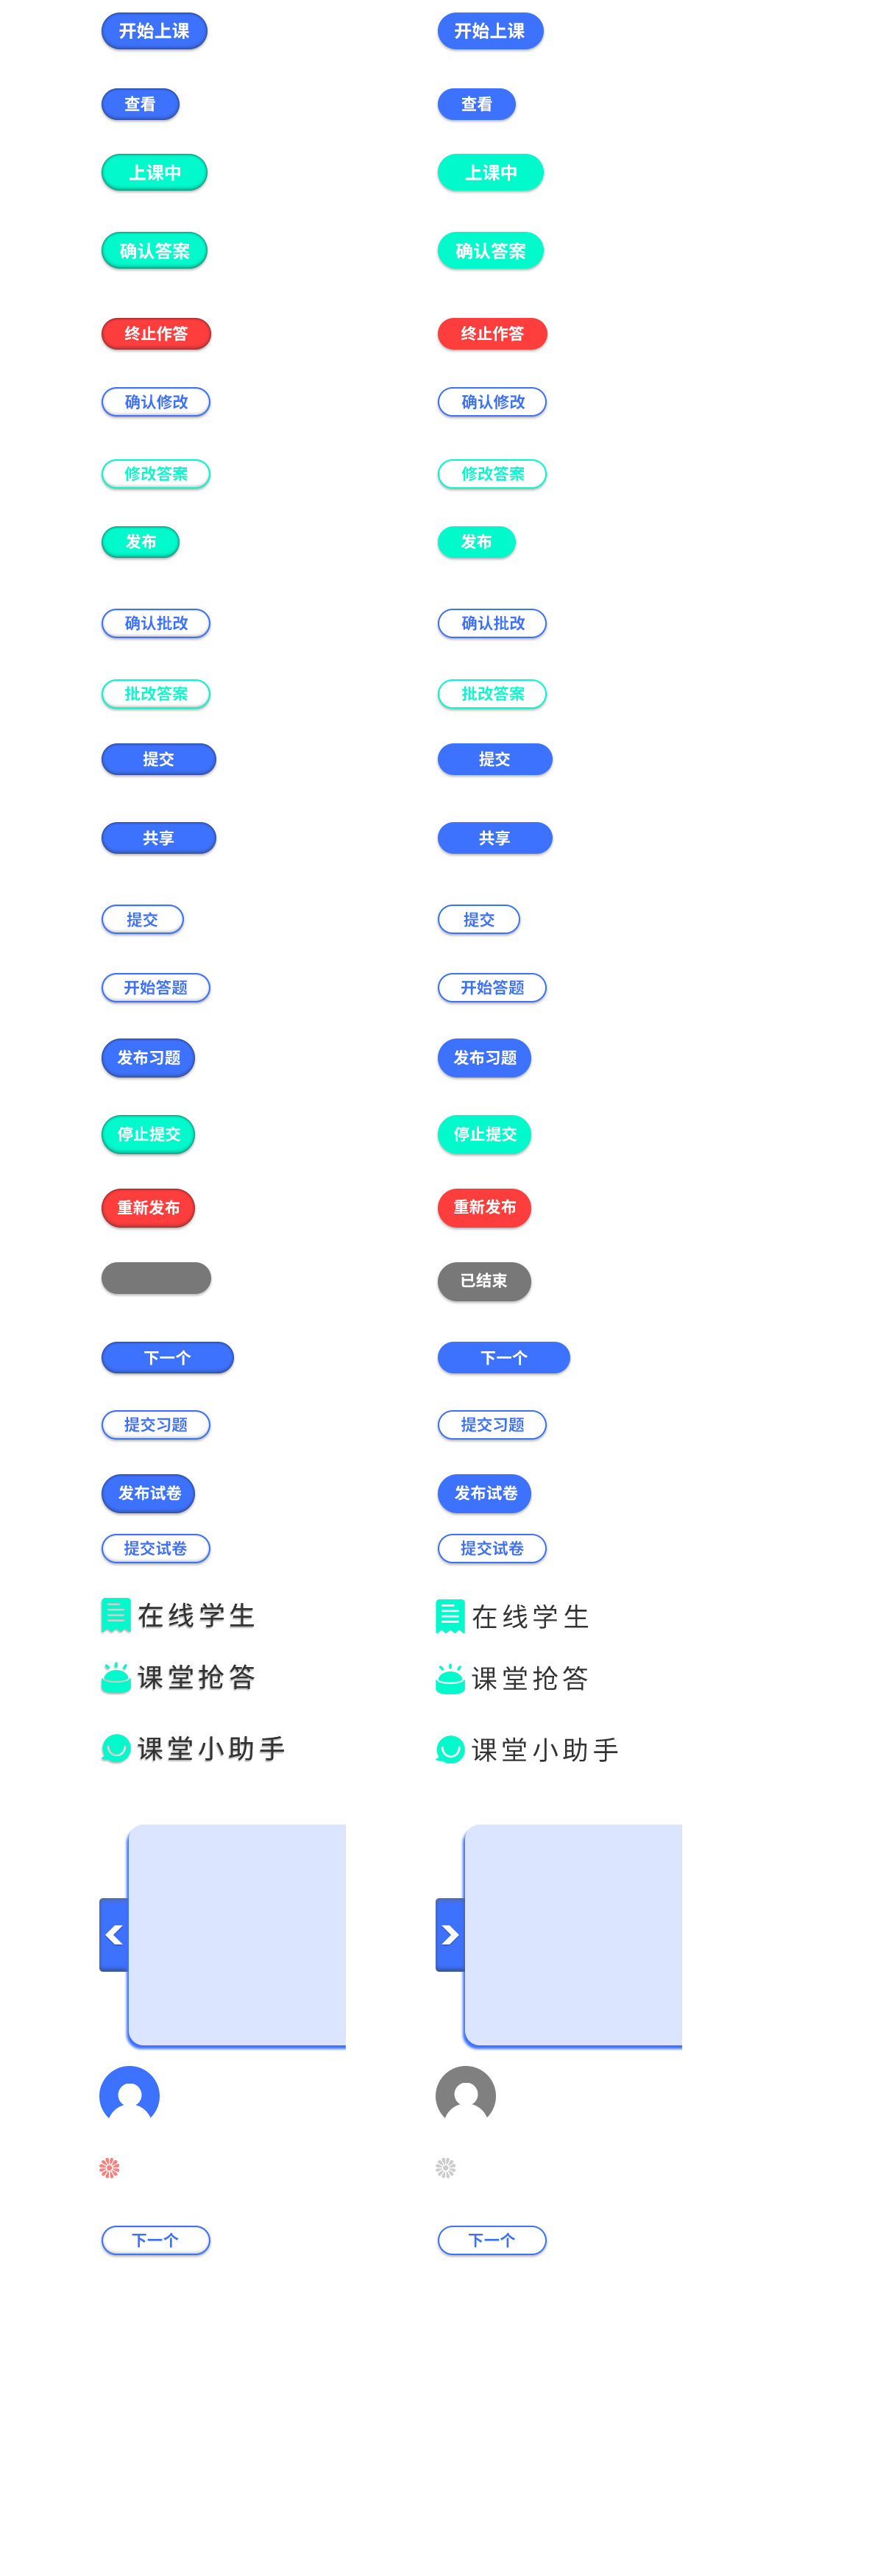 开始上课 开始上课
查看 查看
上课中 上课中
确认答案 确认答案
终止作答 终止作答
确认修改 确认修改
修改答案 修改答案
发布 发布
确认批改 确认批改
批改答案 批改答案
提交 提交
共享 共享
提交 提交
开始答题 开始答题
发布习题 发布习题
停止提交 停止提交
重新发布 重新发布
已结束
下一个 下一个
提交习题 提交习题
发布试卷 发布试卷
提交试卷 提交试卷
在线学生 在线学生
课堂抢答 课堂抢答
课堂小助手 课堂小助手
下一个 下一个